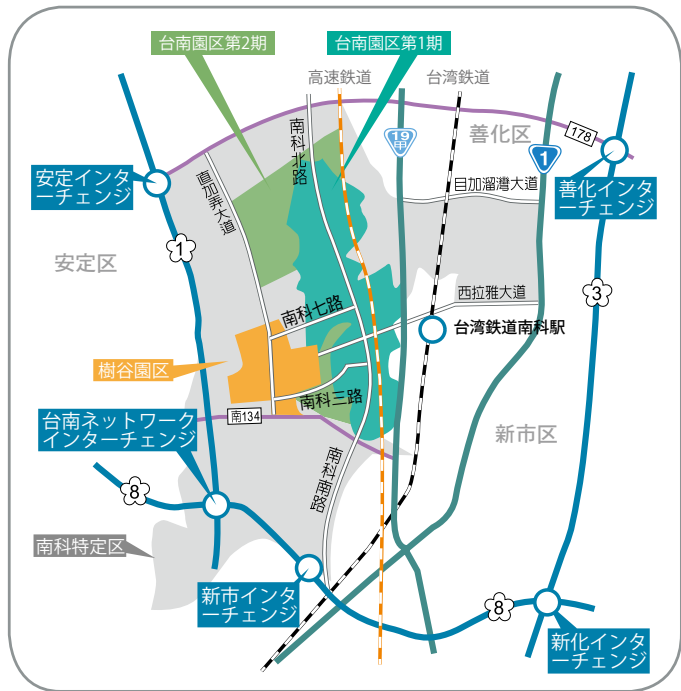 台南園区第2期
台南園区第1期
高速鉄道
台湾鉄道
善化区
178
19甲
1
南科北路
直加弄大道
目加溜灣大道
安定インタ
ーチェンジ
善化インタ
ーチェンジ
1
安定区
3
西拉雅大道
南科七路
台湾鉄道南科駅
樹谷園区
南科三路
南134
台南ネットワーク
インターチェンジ
新市区
南科南路
8
南科特定区
新市インタ
ーチェンジ
8
新化インタ
ーチェンジ